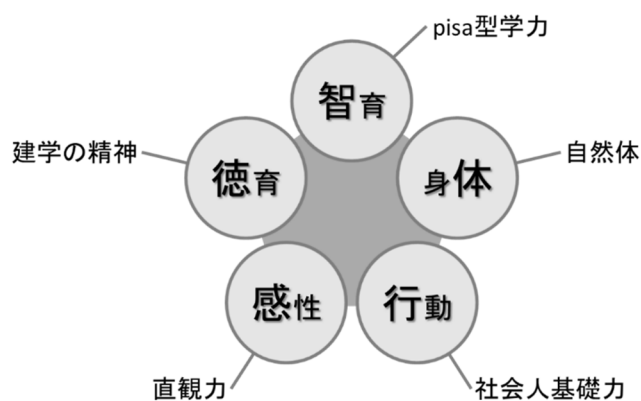 pisa型学力
智育
建学の精神
徳育
身体
自然体
感性
行動
直観力
社会人基礎力